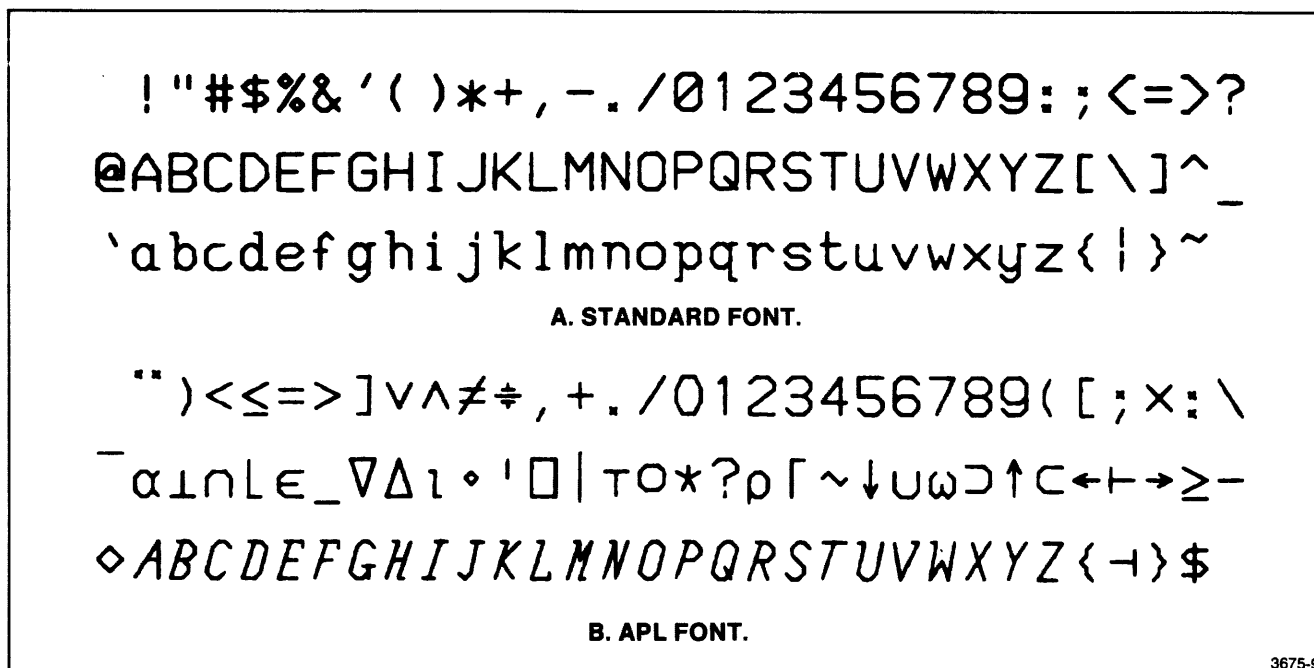 !"#$%&'( )*+,-./0123456789:;<=>?
@ABCDEFGHIJKLMNOPQRSTUVWXYZ[\]^_
`abcdefghijklmnopqrstuvwxyz{¦}~
A. STANDARD FONT.
¨)<≤=>]∨∧≠÷,+./0123456789([;×:\
¯⍺⊥∩⌊∊_∇∆⍳∘'⎕|⊤○*?⍴⌈~↓∪⍵⊃↑⊂←⊢→≥-
⋄ABCDEFGHIJKLMNOPQRSTUVWXYZ{⊣}$
B. APL FONT.